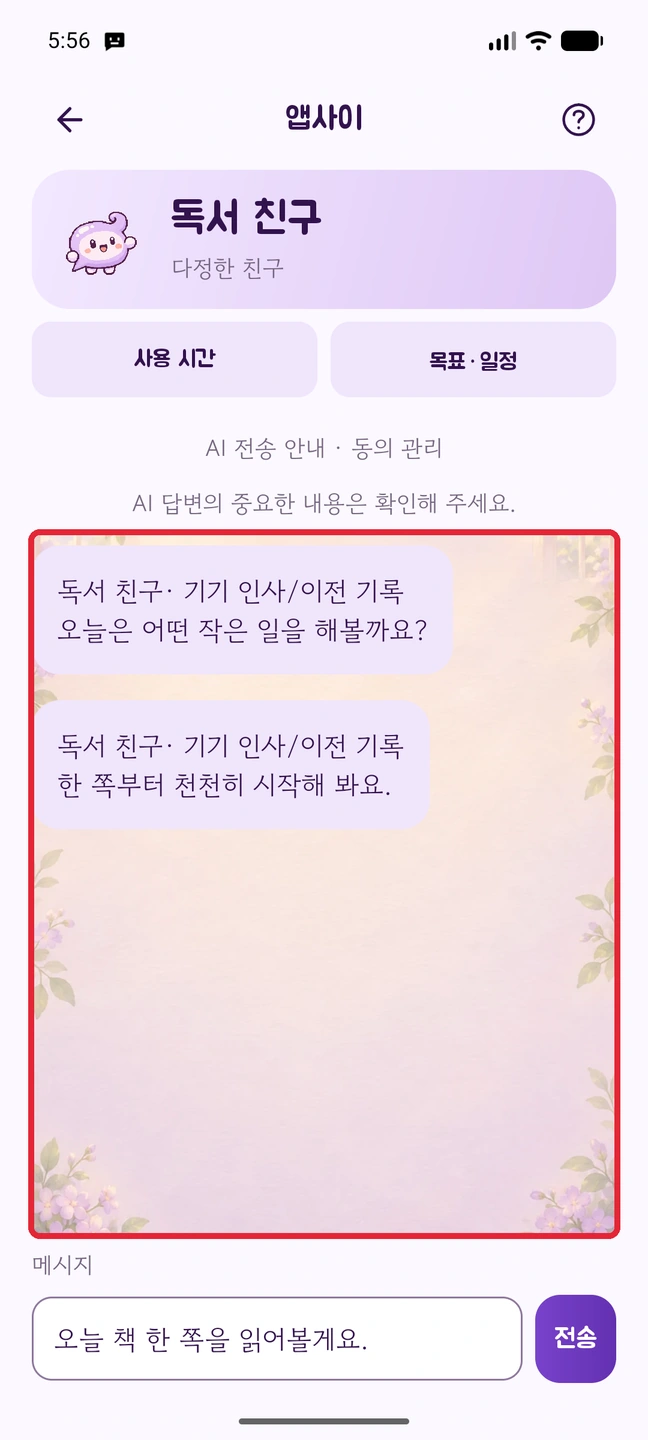 5:56
앱사이
독서 친구
다정한 친구
사용 시간
목표·일정
AI 전송 안내 · 동의 관리
AI 답변의 중요한 내용은 확인해 주세요.
독서 친구· 기기 인사/이전 기록
오늘은 어떤 작은 일을 해볼까요?
독서 친구· 기기 인사/이전 기록
한 쪽부터 천천히 시작해 봐요.
메시지
오늘 책 한 쪽을 읽어볼게요.
전송